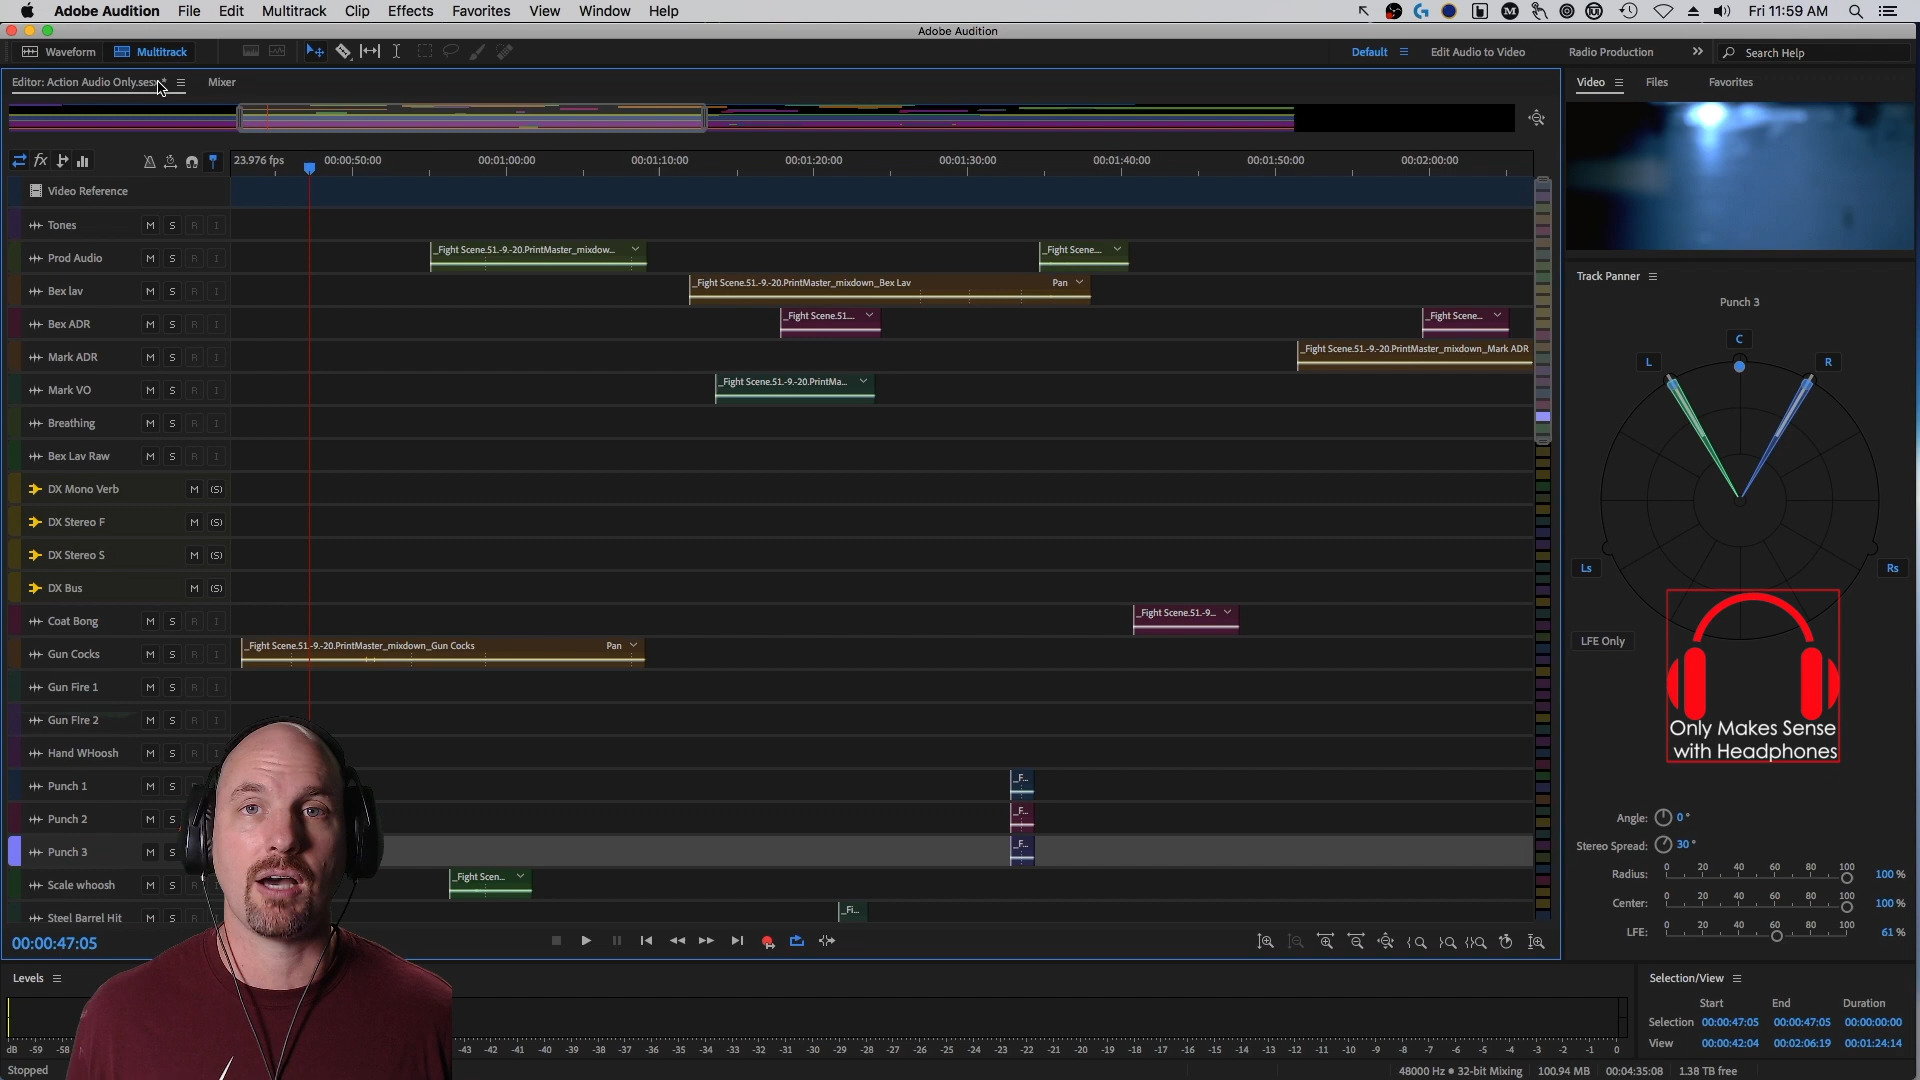 Adobe Audition File Edit Multitrack Clip Effects Favorites View Window Help Fri 11:59 AM
Adobe Audition
Waveform Multitrack Default Edit Audio to Video Radio Production Search Help
Editor: Action Audio Only.sesx * Mixer Video Files Favorites
23.976 fps 00:00:50:00 00:01:00:00 00:01:10:00 00:01:20:00 00:01:30:00 00:01:40:00 00:01:50:00 00:02:00:00
Video Reference
Tones M S R I
Prod Audio M S R I _Fight Scene.51.-9.-20.PrintMaster_mixdow... _Fight Scene....
Bex lav M S R I _Fight Scene.51.-9.-20.PrintMaster_mixdown_Bex Lav Pan
Bex ADR M S R I _Fight Scene.51.... _Fight Scene...
Mark ADR M S R I _Fight Scene.51.-9.-20.PrintMaster_mixdown_Mark ADR
Mark VO M S R I _Fight Scene.51.-9.-20.PrintMa...
Breathing M S R I
Bex Lav Raw M S R I
DX Mono Verb M (S)
DX Stereo F M (S)
DX Stereo S M (S)
DX Bus M (S)
Coat Bong M S R I _Fight Scene.51.-9...
Gun Cocks M S R I _Fight Scene.51.-9.-20.PrintMaster_mixdown_Gun Cocks Pan
Gun Fire 1 M S R I
Gun FIre 2 M S R I
Hand WHoosh M S R I
Punch 1 M S _F...
Punch 2 M S _F...
Punch 3 M S _F...
Scale whoosh M S _Fight Scen...
Steel Barrel Hit M S _Fi...
00:00:47:05
Track Panner
Punch 3
C
L R
Ls Rs
LFE Only
Only Makes Sense
with Headphones
Angle: 0 °
Stereo Spread: 30 °
0 20 40 60 80 100
Radius: 100 %
0 20 40 60 80 100
Center: 100 %
0 20 40 60 80 100
LFE: 61 %
Levels
dB -59 -58 -43 -42 -41 -40 -39 -38 -37 -36 -35 -34 -33 -32 -31 -30 -29 -28 -27 -26 -25 -24 -23 -22 -21 -20 -19 -18 -17 -16 -15 -14 -13 -12 -11 -10 -9 -8 -7 -6 -5 -4 -3 -2 -1 0
Selection/View
Start End Duration
Selection 00:00:47:05 00:00:47:05 00:00:00:00
View 00:00:42:04 00:02:06:19 00:01:24:14
Stopped 48000 Hz • 32-bit Mixing 100.94 MB 00:04:35:08 1.38 TB free